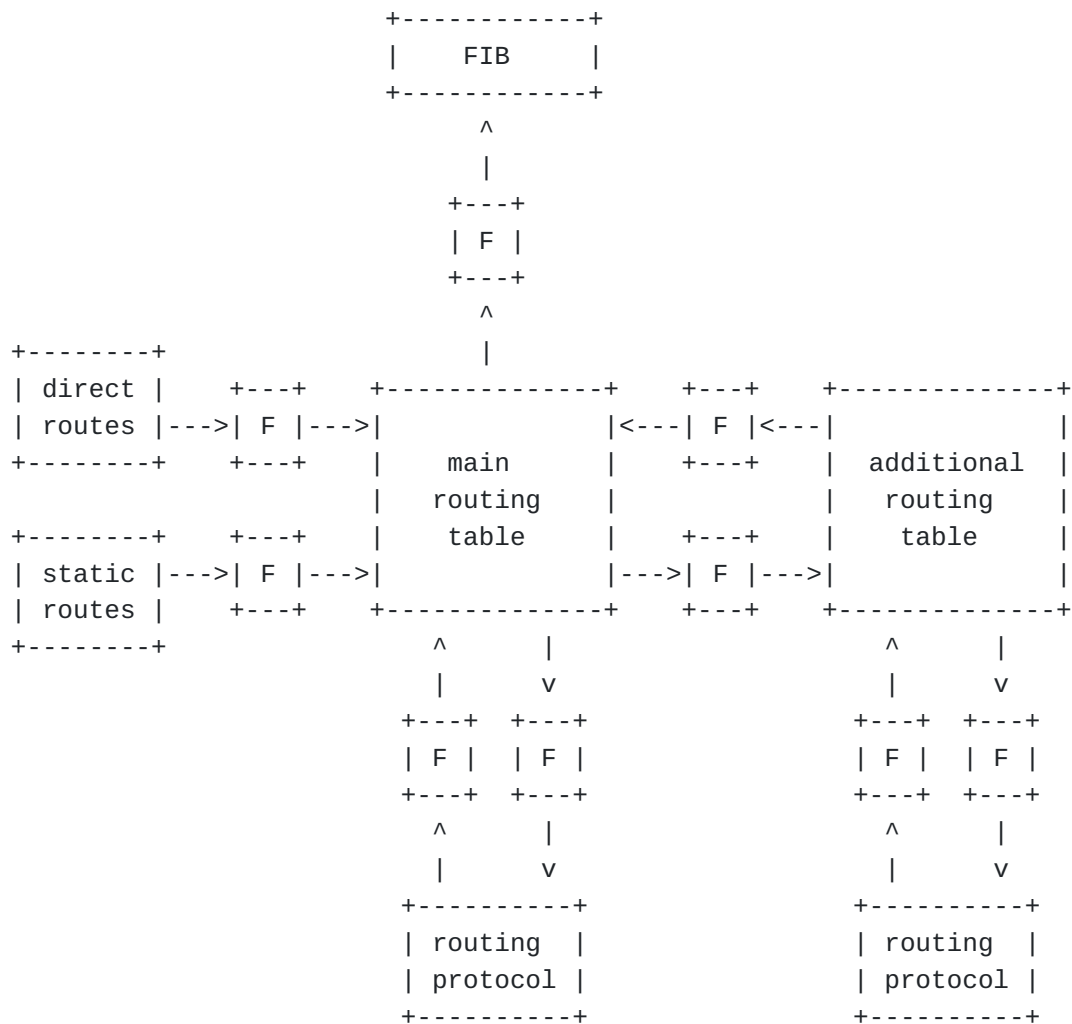 +------------+
|    FIB     |
+------------+
^
|
+---+
| F |
+---+
^
+--------+                    |
| direct |    +---+    +--------------+    +---+    +--------------+
| routes |--->| F |--->|              |<---| F |<---|              |
+--------+    +---+    |    main      |    +---+    |  additional  |
                       |   routing    |             |   routing    |
+--------+    +---+    |    table     |    +---+    |    table     |
| static |--->| F |--->|              |--->| F |--->|              |
| routes |    +---+    +--------------+    +---+    +--------------+
+--------+                 ^      |                     ^      |
                           |      v                     |      v
                         +---+  +---+                 +---+  +---+
                         | F |  | F |                 | F |  | F |
                         +---+  +---+                 +---+  +---+
                           ^      |                     ^      |
                           |      v                     |      v
                         +----------+                 +----------+
                         | routing  |                 | routing  |
                         | protocol |                 | protocol |
                         +----------+                 +----------+